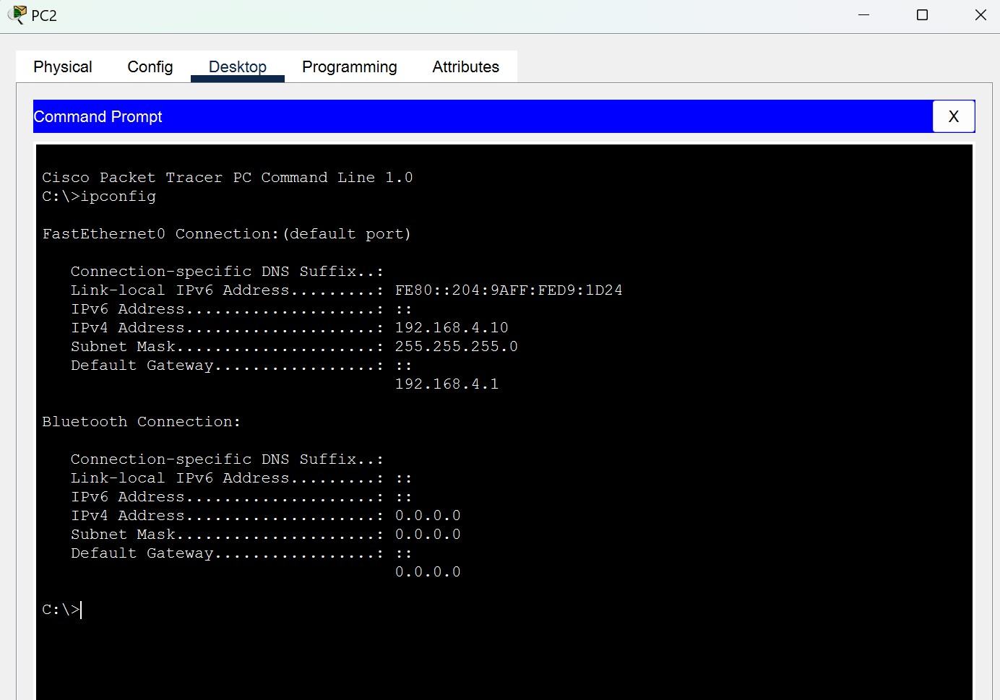 PC2
Physical Config Desktop Programming Attributes
Command Prompt X
Cisco Packet Tracer PC Command Line 1.0
C:\>ipconfig
FastEthernet0 Connection:(default port)
Connection-specific DNS Suffix..:
Link-local IPv6 Address.........: FE80::204:9AFF:FED9:1D24
IPv6 Address....................: ::
IPv4 Address....................: 192.168.4.10
Subnet Mask.....................: 255.255.255.0
Default Gateway.................: ::
192.168.4.1
Bluetooth Connection:
Connection-specific DNS Suffix..:
Link-local IPv6 Address.........: ::
IPv6 Address....................: ::
IPv4 Address....................: 0.0.0.0
Subnet Mask.....................: 0.0.0.0
Default Gateway.................: ::
0.0.0.0
C:\>